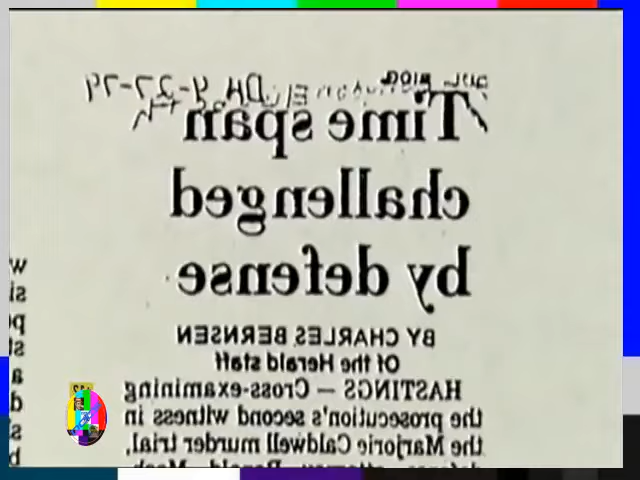 Time span
challenged
by defense
BY CHARLES BERNSEN
Of the Herald staff
HASTINGS — Cross-examining
the prosecution's second witness in
the Marjorie Caldwell murder trial,